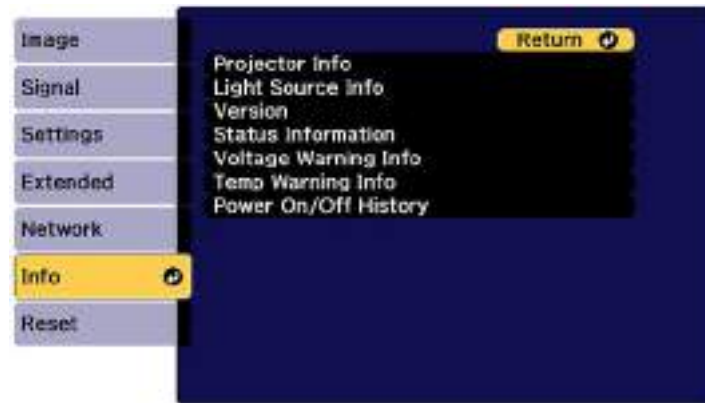 Image
Signal
Settings
Extended
Network
Info
Reset
Return
Projector Info
Light Source Info
Version
Status Information
Voltage Warning Info
Temp Warning Info
Power On/Off History